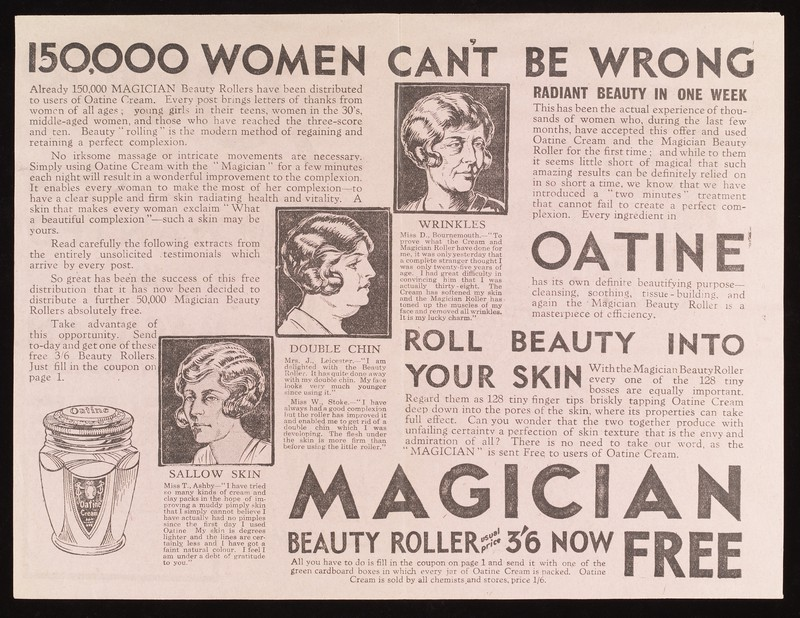 150,000 WOMEN CAN'T BE WRONG
Already 150,000 MAGICIAN Beauty Rollers have been distributed
to users of Oatine Cream. Every post brings letters of thanks from
women of all ages; young girls in their teens, women in the 30's,
middle-aged women, and those who have reached the three-score
and ten. Beauty "rolling" is the modern method of regaining and
retaining a perfect complexion.
No irksome massage or intricate movements are necessary.
Simply using Oatine Cream with the "Magician" for a few minutes
each night will result in a wonderful improvement to the complexion.
It enables every woman to make the most of her complexion—to
have a clear supple and firm skin radiating health and vitality. A
skin that makes every woman exclaim "What
a beautiful complexion"—such a skin may be
yours.
Read carefully the following extracts from
the entirely unsolicited testimonials which
arrive by every post.
So great has been the success of this free
distribution that it has now been decided to
distribute a further 50,000 Magician Beauty
Rollers absolutely free.
Take advantage of
this opportunity. Send
to-day and get one of these
free 3/6 Beauty Rollers.
Just fill in the coupon on
page 1.
Oatine
Oatine
Cream
SALLOW SKIN
Miss T., Ashby—"I have tried
so many kinds of cream and
clay packs in the hope of im-
proving a muddy pimply skin
that I simply cannot believe I
have actually had no pimples
since the first day I used
Oatine. My skin is degrees
lighter and the lines are cer-
tainly less and I have got a
faint natural colour. I feel I
am under a debt of gratitude
to you."
DOUBLE CHIN
Mrs. J., Leicester.—"I am
delighted with the Beauty
Roller. It has quite done away
with my double chin. My face
looks very much younger
since using it."
Miss W., Stoke.—"I have
always had a good complexion
but the roller has improved it
and enabled me to get rid of a
double chin which I was
developing. The flesh under
the skin is more firm than
before using the little roller."
WRINKLES
Miss D., Bournemouth.—"To
prove what the Cream and
Magician Roller have done for
me, it was only yesterday that
a complete stranger thought I
was only twenty-five years of
age. I had great difficulty in
convincing him that I was
actually thirty-eight. The
Cream has softened my skin
and the Magician Roller has
toned up the muscles of my
face and removed all wrinkles.
It is my lucky charm."
RADIANT BEAUTY IN ONE WEEK
This has been the actual experience of thou-
sands of women who, during the last few
months, have accepted this offer and used
Oatine Cream and the Magician Beauty
Roller for the first time; and while to them
it seems little short of magical that such
amazing results can be definitely relied on
in so short a time, we know that we have
introduced a "two minutes" treatment
that cannot fail to create a perfect com-
plexion. Every ingredient in
OATINE
has its own definite beautifying purpose—
cleansing, soothing, tissue-building, and
again the Magician Beauty Roller is a
masterpiece of efficiency.
ROLL BEAUTY INTO
YOUR SKIN
With the Magician Beauty Roller
every one of the 128 tiny
bosses are equally important.
Regard them as 128 tiny finger tips briskly tapping Oatine Cream
deep down into the pores of the skin, where its properties can take
full effect. Can you wonder that the two together produce with
unfailing certainty a perfection of skin texture that is the envy and
admiration of all? There is no need to take our word, as the
"MAGICIAN" is sent Free to users of Oatine Cream.
MAGICIAN
BEAUTY ROLLER usual price 3/6 NOW FREE
All you have to do is fill in the coupon on page 1 and send it with one of the
green cardboard boxes in which every jar of Oatine Cream is packed. Oatine
Cream is sold by all chemists and stores, price 1/6.